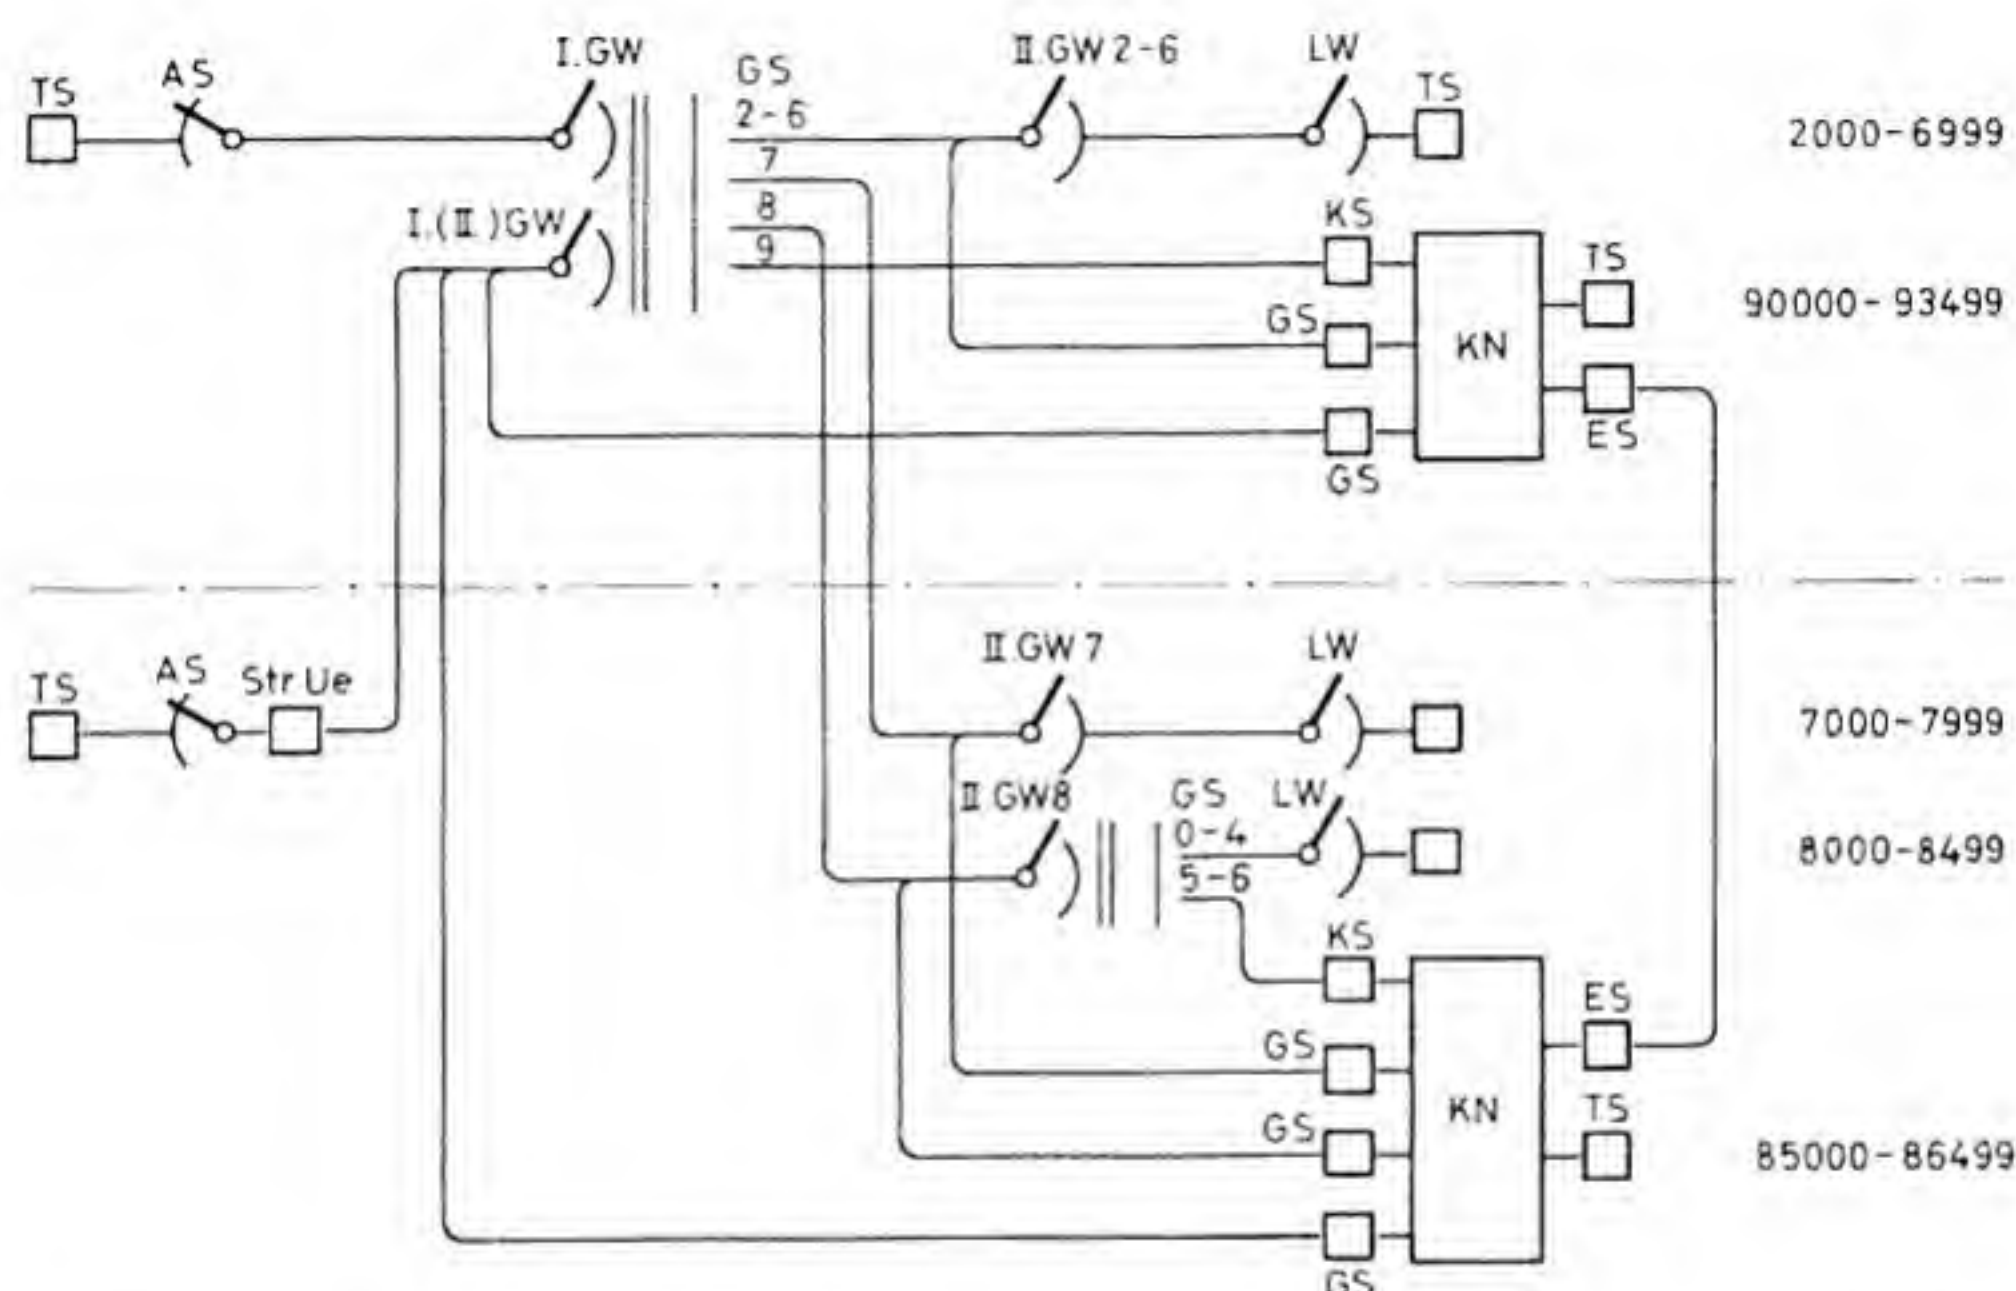 TS AS I.GW GS II.GW 2-6 LW TS
2-6
2000-6999
7
I.(II)GW 8 KS
9 TS
GS KN 90000-93499
ES
GS
TS AS Str Ue II.GW 7 LW
7000-7999
II GW8 GS LW
0-4 8000-8499
5-6
KS
ES
GS
KN TS
GS
85000-86499
GS